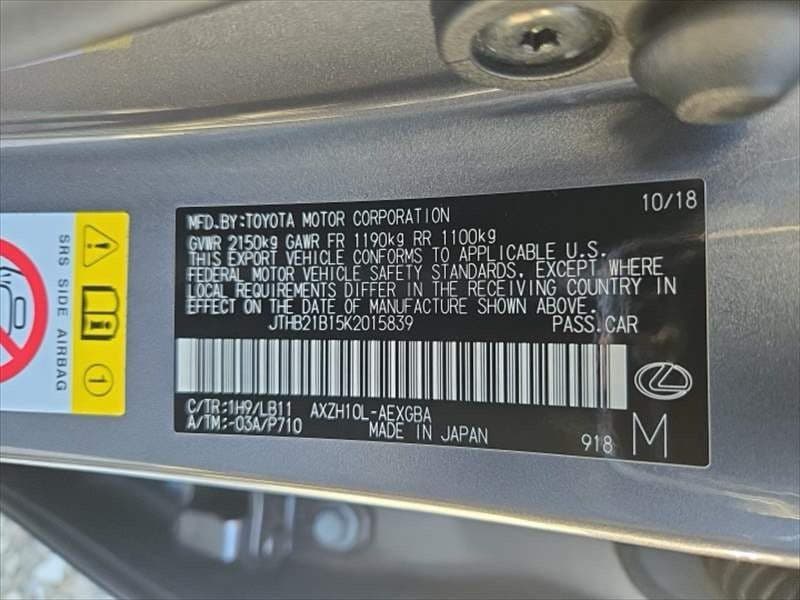 MFD.BY:TOYOTA MOTOR CORPORATION 10/18
GVWR 2150kg GAWR FR 1190kg RR 1100kg
THIS EXPORT VEHICLE CONFORMS TO APPLICABLE U.S.
FEDERAL MOTOR VEHICLE SAFETY STANDARDS, EXCEPT WHERE
LOCAL REQUIREMENTS DIFFER IN THE RECEIVING COUNTRY IN
EFFECT ON THE DATE OF MANUFACTURE SHOWN ABOVE.
JTHB21B15K2015839 PASS.CAR
C/TR:1H9/LB11 AXZH10L-AEXGBA
A/TM:-03A/P710 MADE IN JAPAN 918 M
SRS SIDE AIRBAG
1